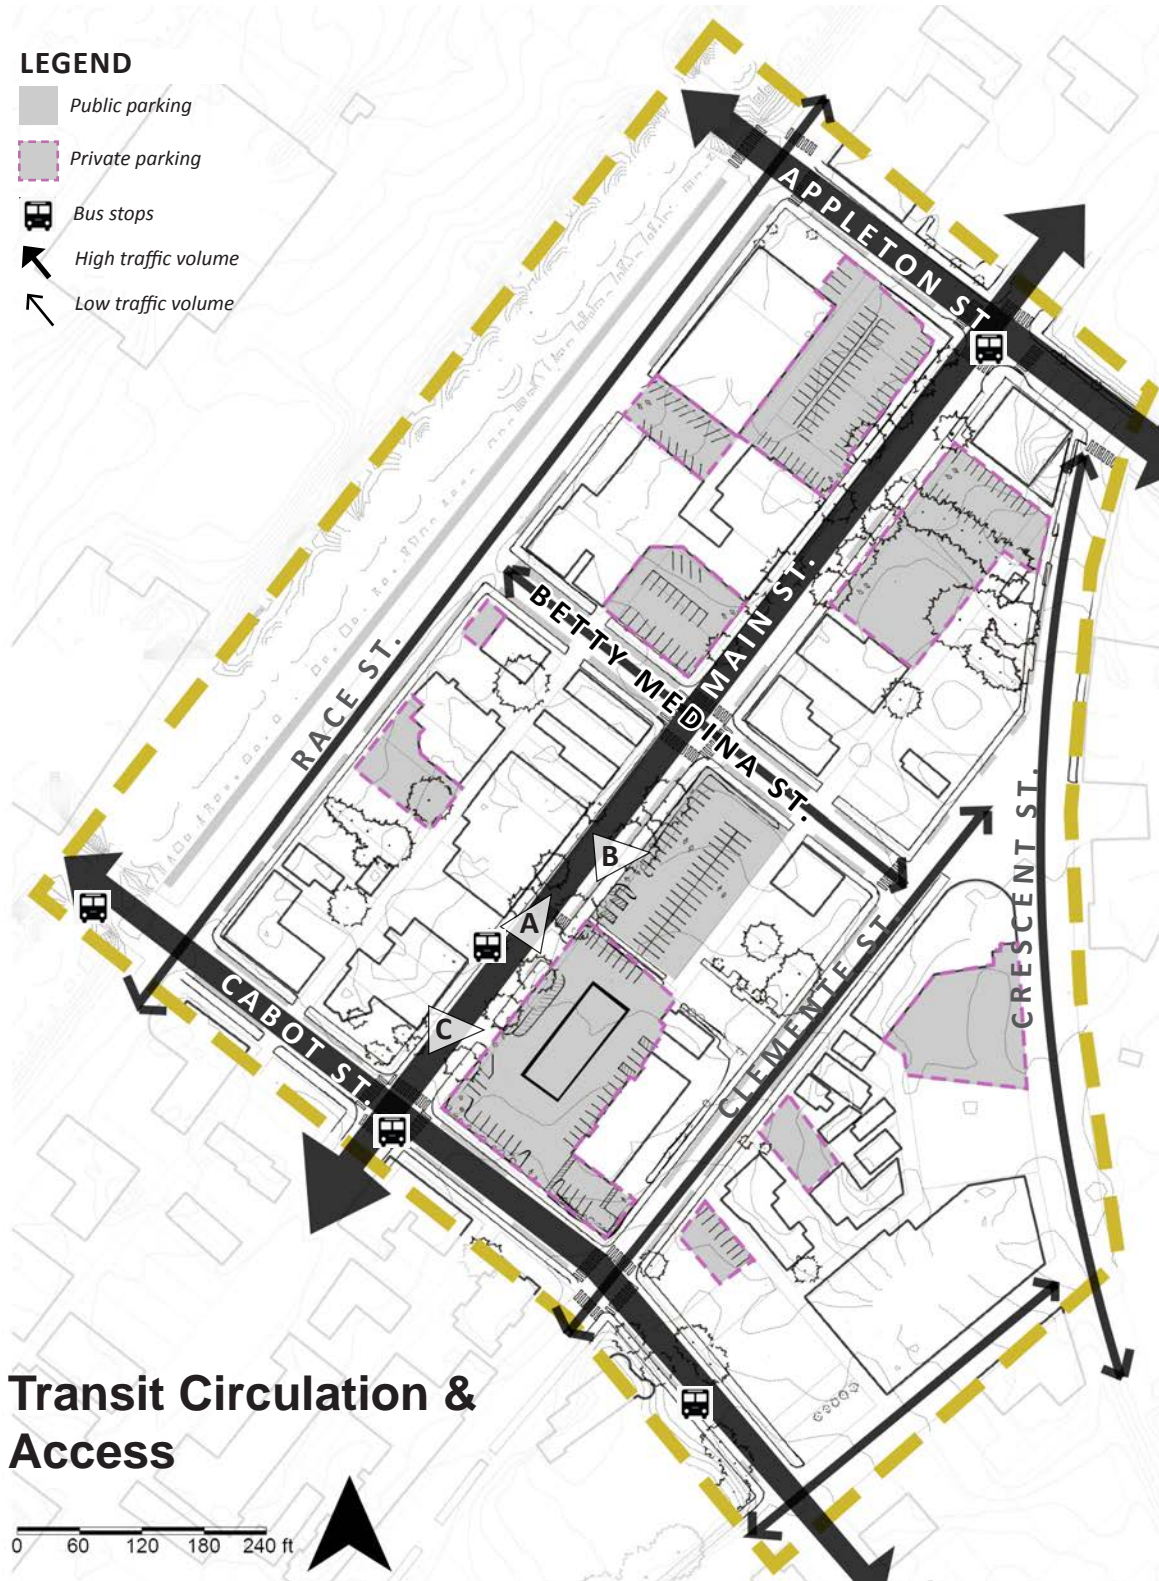 LEGEND
Public parking
Private parking
Bus stops
High traffic volume
Low traffic volume
APPLETON ST.
MAIN ST.
BETTY MEDINA ST.
RACE ST.
CRESCENT ST.
B
A
C
CLEMENTE ST.
CABOT ST.
Transit Circulation &
Access
0 60 120 180 240 ft